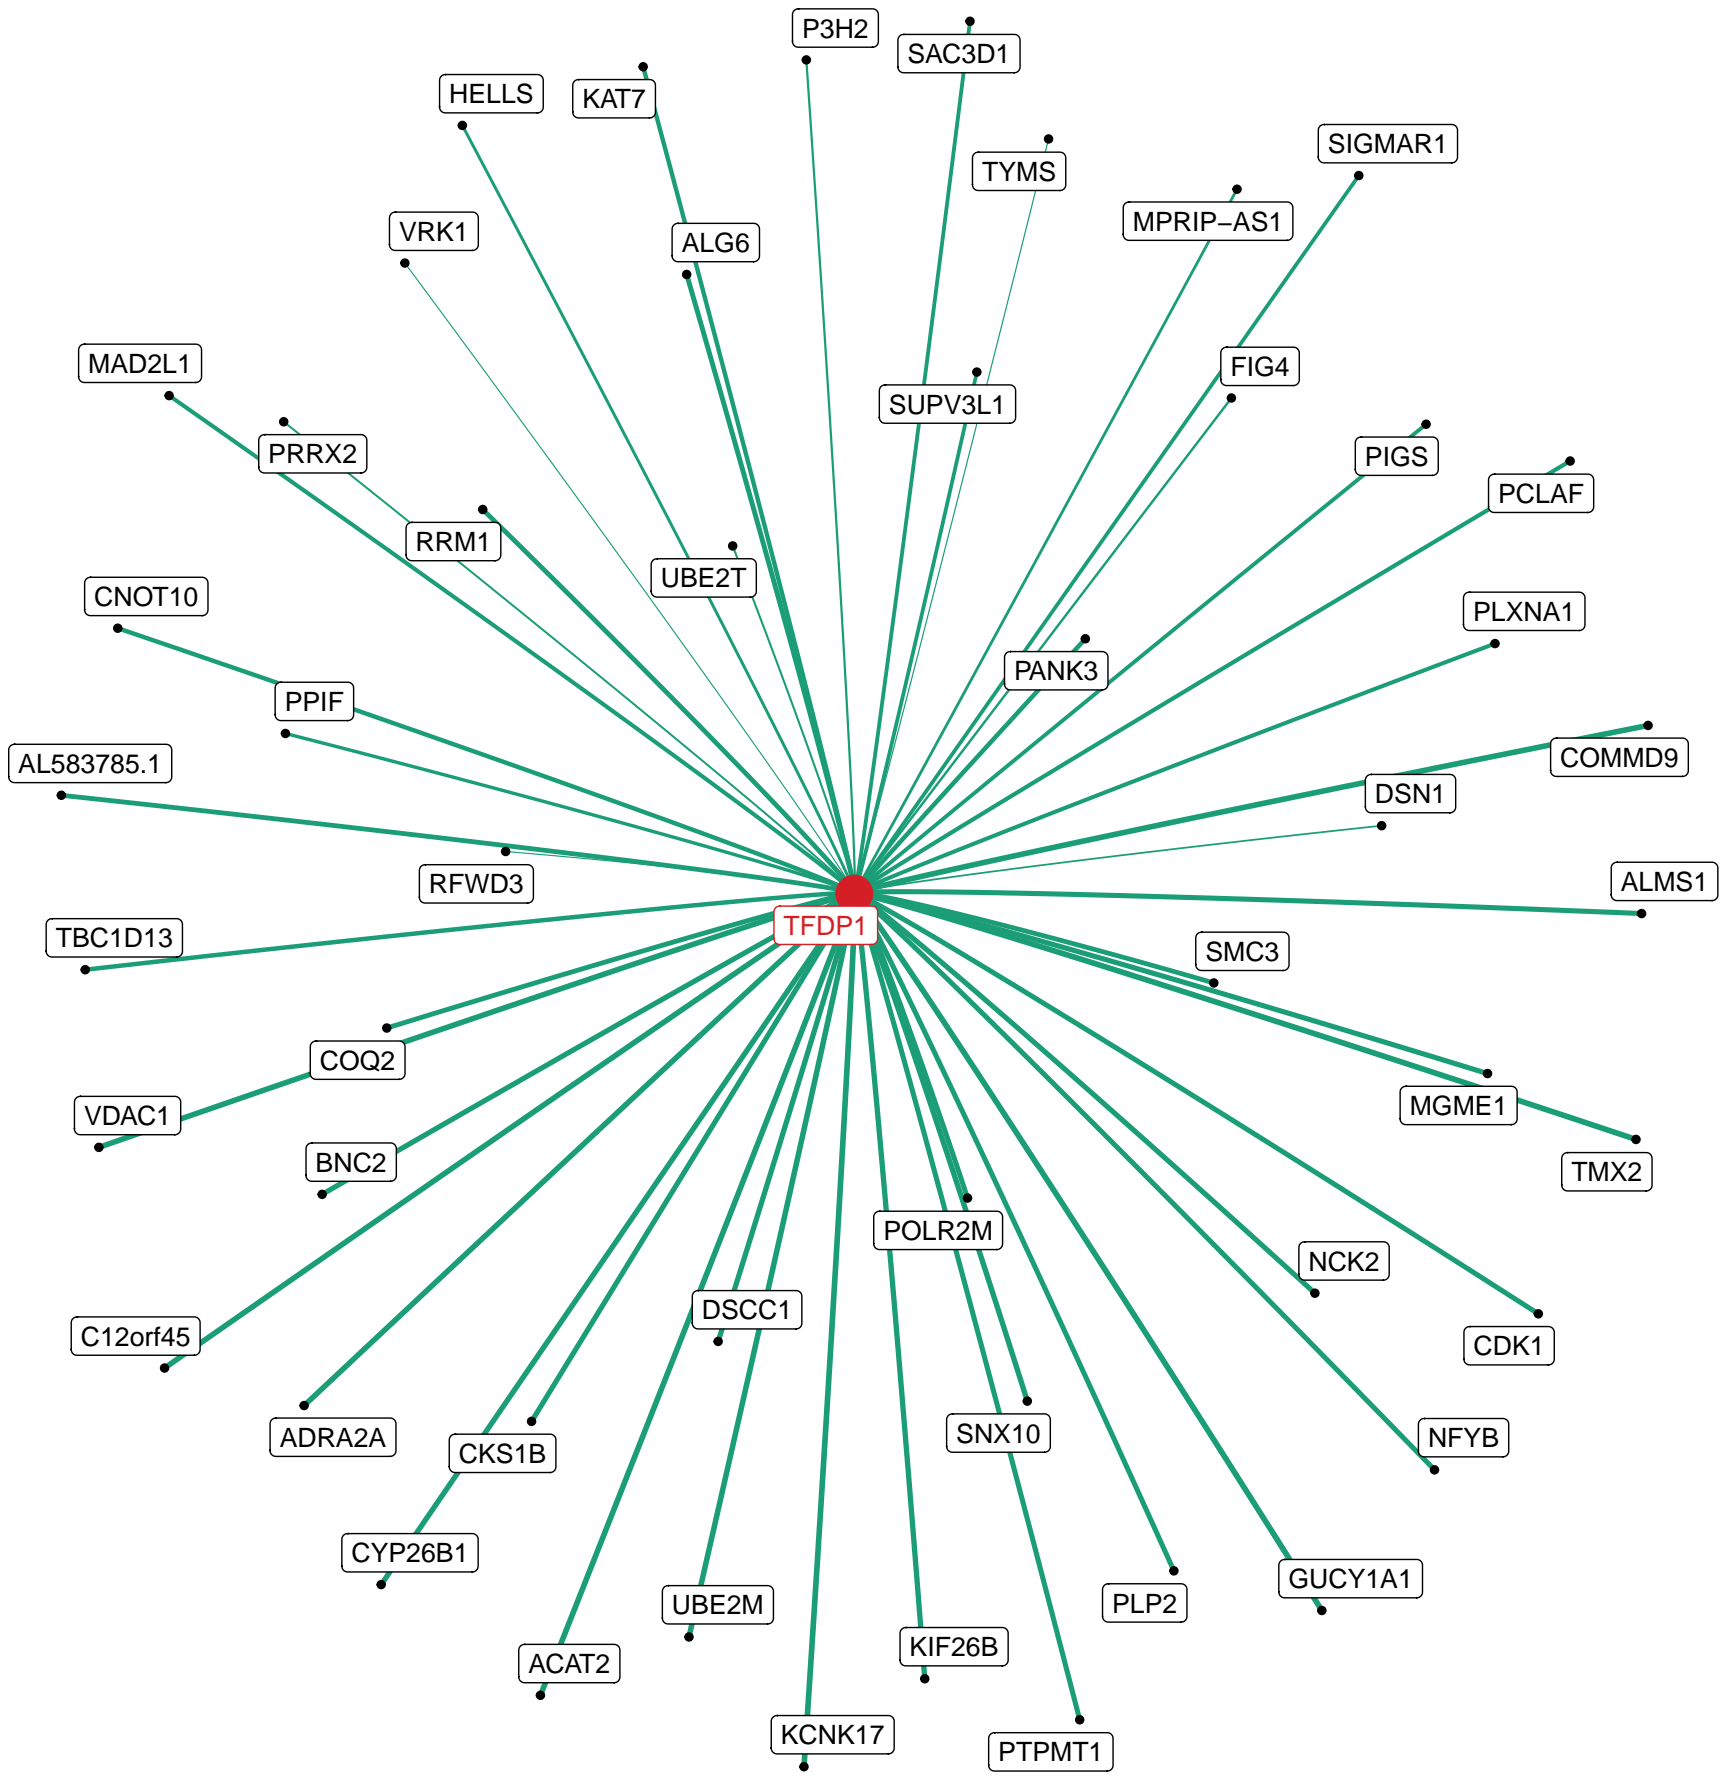 P3H2
SAC3D1
HELLS
KAT7
SIGMAR1
TYMS
MPRIP−AS1
VRK1
ALG6
MAD2L1
FIG4
SUPV3L1
PRRX2
PIGS
PCLAF
RRM1
UBE2T
CNOT10
PLXNA1
PANK3
PPIF
COMMD9
AL583785.1
DSN1
RFWD3
ALMS1
TFDP1
TBC1D13
SMC3
COQ2
MGME1
VDAC1
BNC2
TMX2
POLR2M
NCK2
DSCC1
C12orf45
CDK1
ADRA2A
SNX10
NFYB
CKS1B
CYP26B1
GUCY1A1
UBE2M
PLP2
KIF26B
ACAT2
KCNK17
PTPMT1